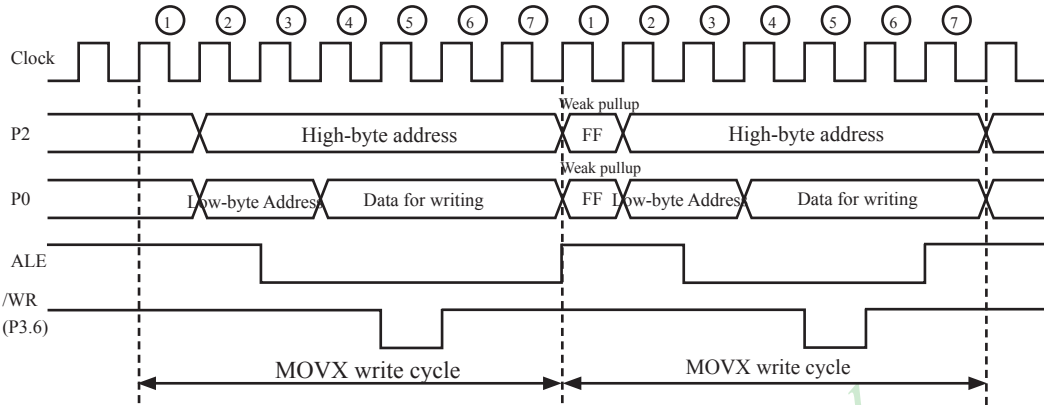 1 2 3 4 5 6 7 1 2 3 4 5 6 7
Clock
Weak pullup
P2 High-byte address FF High-byte address
Weak pullup
P0 Low-byte Address Data for writing FF Low-byte Address Data for writing
ALE
/WR
(P3.6)
MOVX write cycle MOVX write cycle